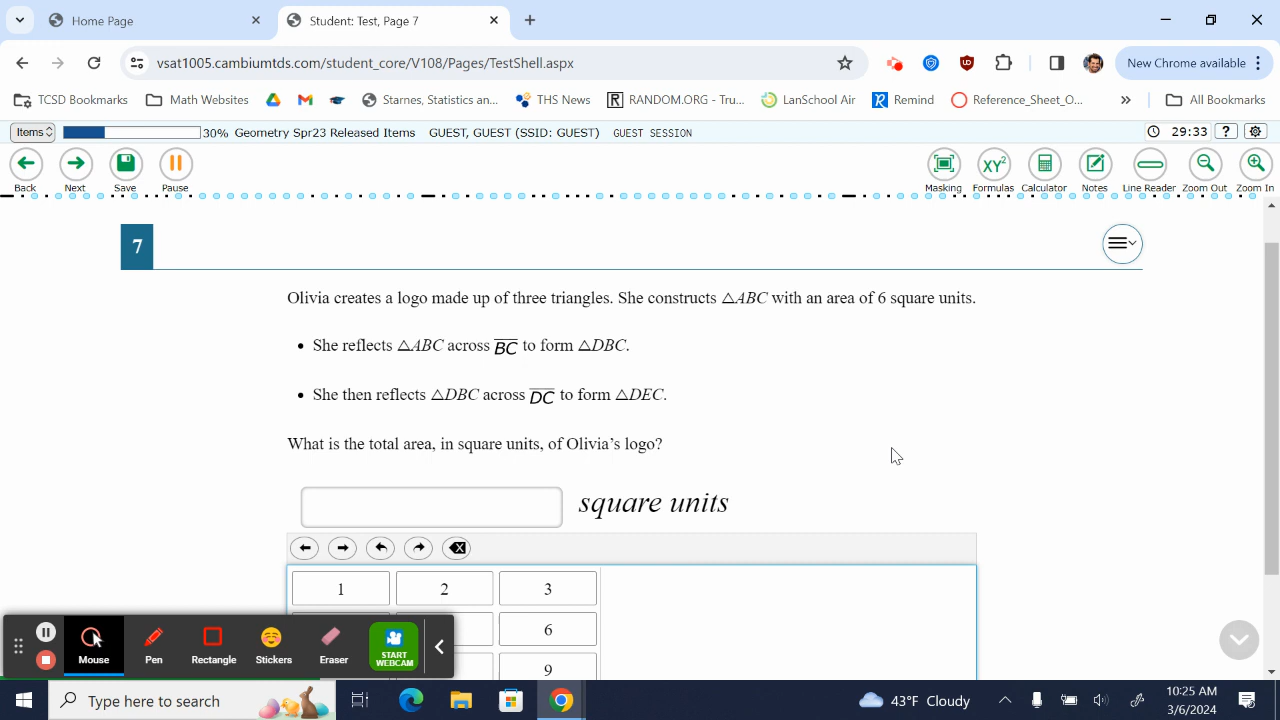 Home Page
Student: Test, Page 7
vsat1005.cambiumtds.com/student_core/V108/Pages/TestShell.aspx
New Chrome available
TCSD Bookmarks
Math Websites
Starnes, Statistics an...
THS News
RANDOM.ORG - Tru...
LanSchool Air
Remind
Reference_Sheet_O...
»
All Bookmarks
Items
30%
Geometry Spr23 Released Items
GUEST, GUEST (SSID: GUEST)
GUEST SESSION
29:33
?
XY²
Back
Next
Save
Pause
Masking
Formulas
Calculator
Notes
Line Reader
Zoom Out
Zoom In
7
Olivia creates a logo made up of three triangles. She constructs △ABC with an area of 6 square units.
• She reflects △ABC across B̅C̅ to form △DBC.
• She then reflects △DBC across D̅C̅ to form △DEC.
What is the total area, in square units, of Olivia’s logo?
square units
1 2 3
6
9
Mouse
Pen
Rectangle
Stickers
Eraser
START
WEBCAM
Type here to search
43°F Cloudy
10:25 AM
3/6/2024